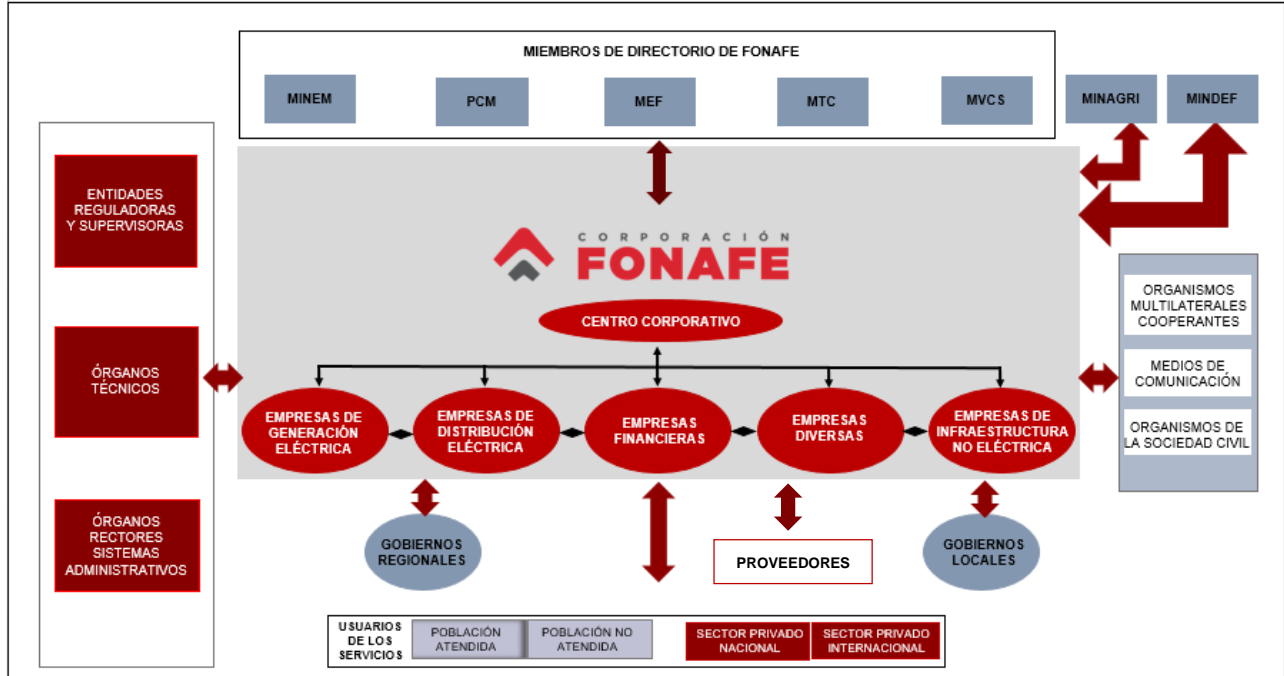 MIEMBROS DE DIRECTORIO DE FONAFE
MINEM
PCM
MEF
MTC
MVCS
MINAGRI
MINDEF
ENTIDADES
REGULADORAS
Y SUPERVISORAS
ÓRGANOS
TÉCNICOS
ÓRGANOS
RECTORES
SISTEMAS
ADMINISTRATIVOS
CORPORACIÓN
FONAFE
CENTRO CORPORATIVO
EMPRESAS DE
GENERACIÓN
ELÉCTRICA
EMPRESAS DE
DISTRIBUCIÓN
ELÉCTRICA
EMPRESAS
FINANCIERAS
EMPRESAS
DIVERSAS
EMPRESAS DE
INFRAESTRUCTURA
NO ELÉCTRICA
ORGANISMOS
MULTILATERALES
COOPERANTES
MEDIOS DE
COMUNICACIÓN
ORGANISMOS DE
LA SOCIEDAD CIVIL
GOBIERNOS
REGIONALES
PROVEEDORES
GOBIERNOS
LOCALES
USUARIOS
DE LOS
SERVICIOS
POBLACIÓN
ATENDIDA
POBLACIÓN NO
ATENDIDA
SECTOR PRIVADO
NACIONAL
SECTOR PRIVADO
INTERNACIONAL